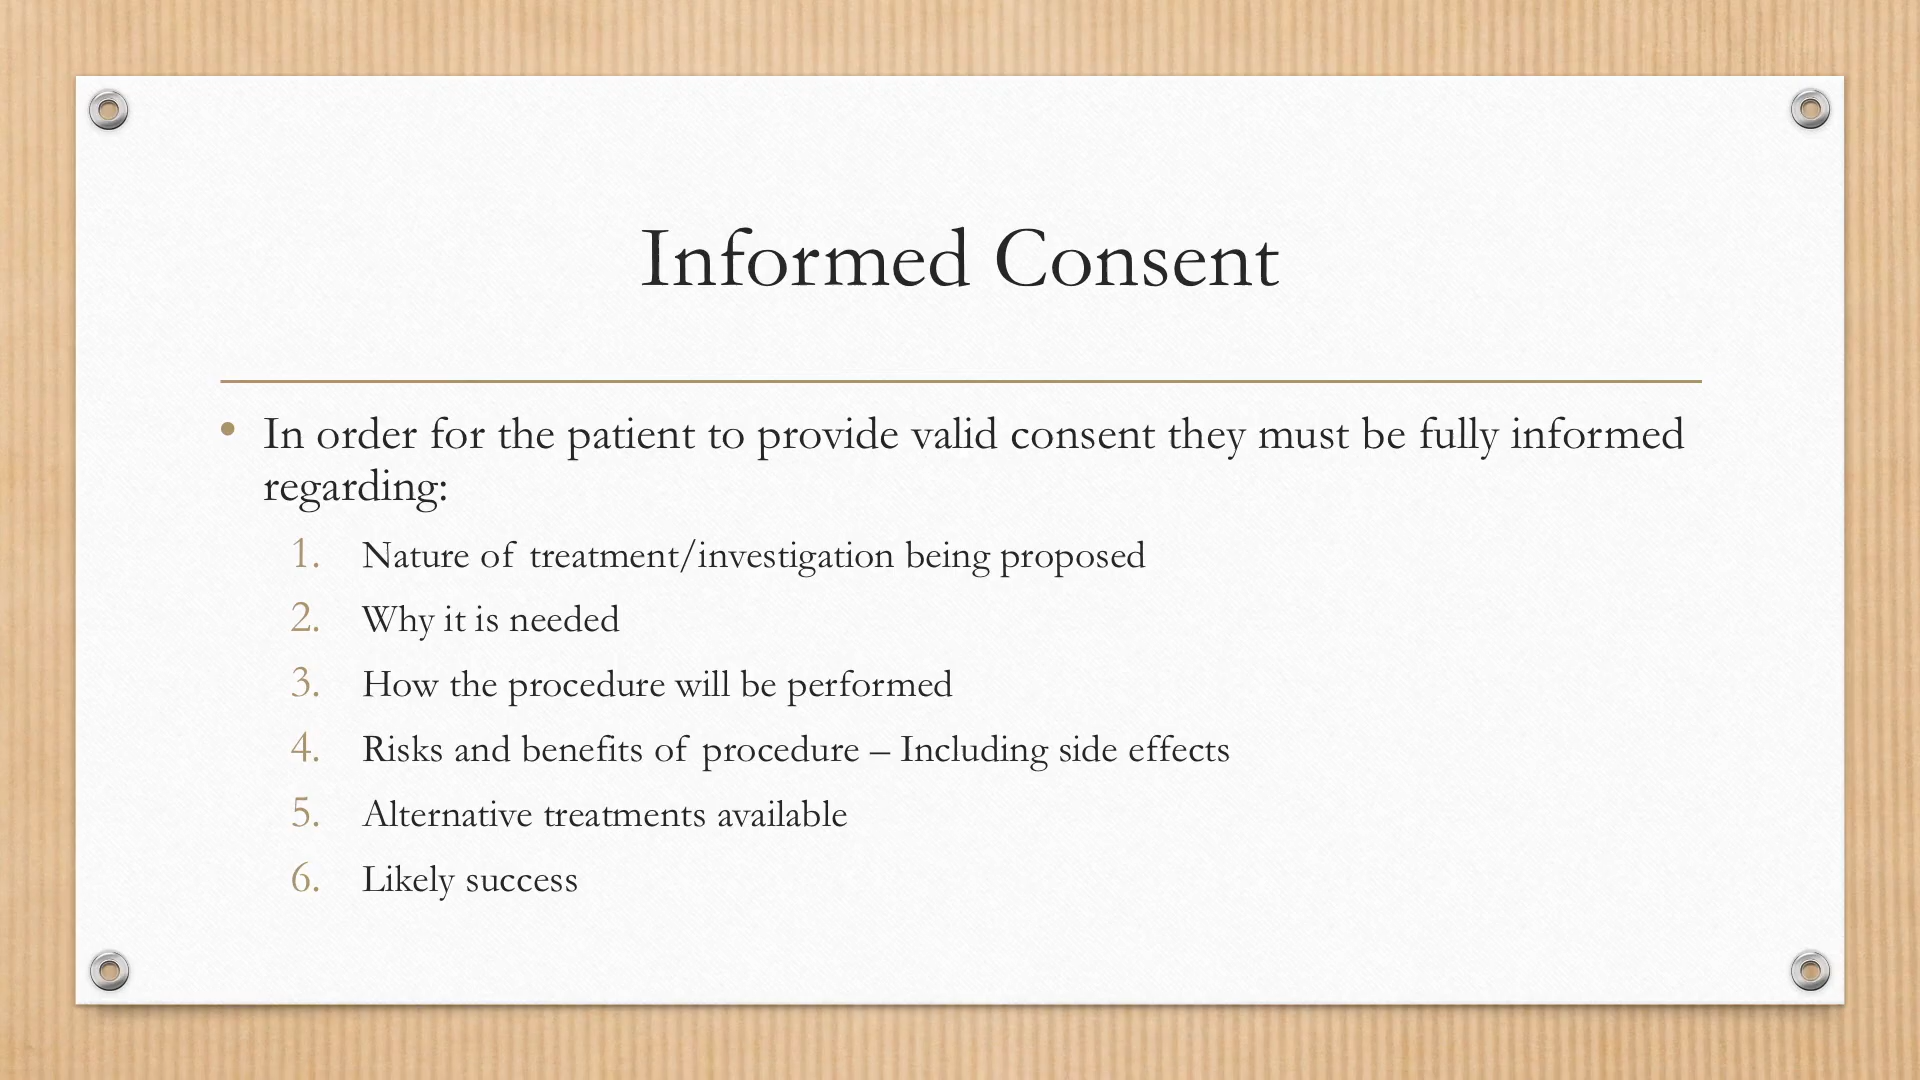 Informed Consent
• In order for the patient to provide valid consent they must be fully informed
regarding:
1. Nature of treatment/investigation being proposed
2. Why it is needed
3. How the procedure will be performed
4. Risks and benefits of procedure – Including side effects
5. Alternative treatments available
6. Likely success